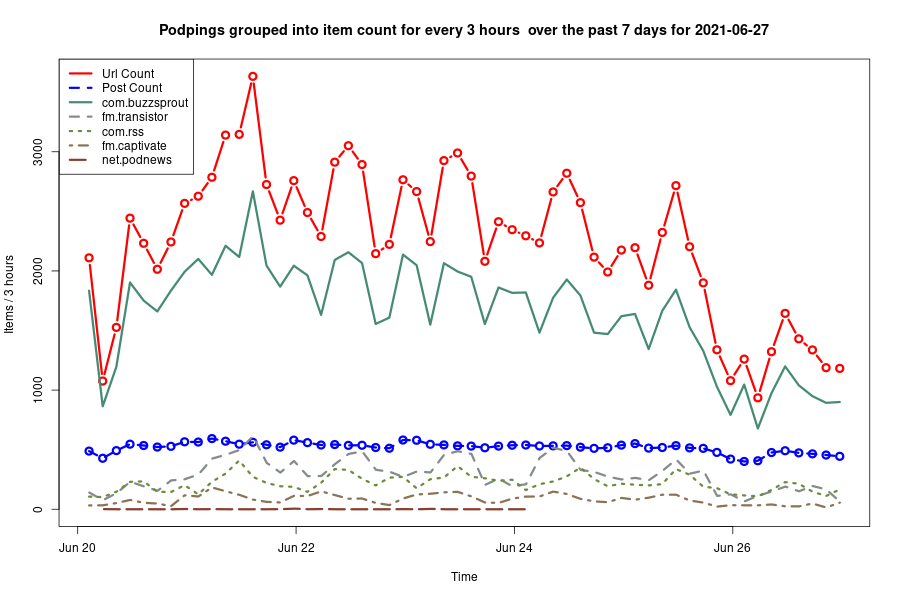 Podpings grouped into item count for every 3 hours  over the past 7 days for 2021-06-27
Url Count
Post Count
com.buzzsprout
fm.transistor
com.rss
fm.captivate
net.podnews
Items / 3 hours
3000
2000
1000
0
Jun 20
Jun 22
Jun 24
Jun 26
Time